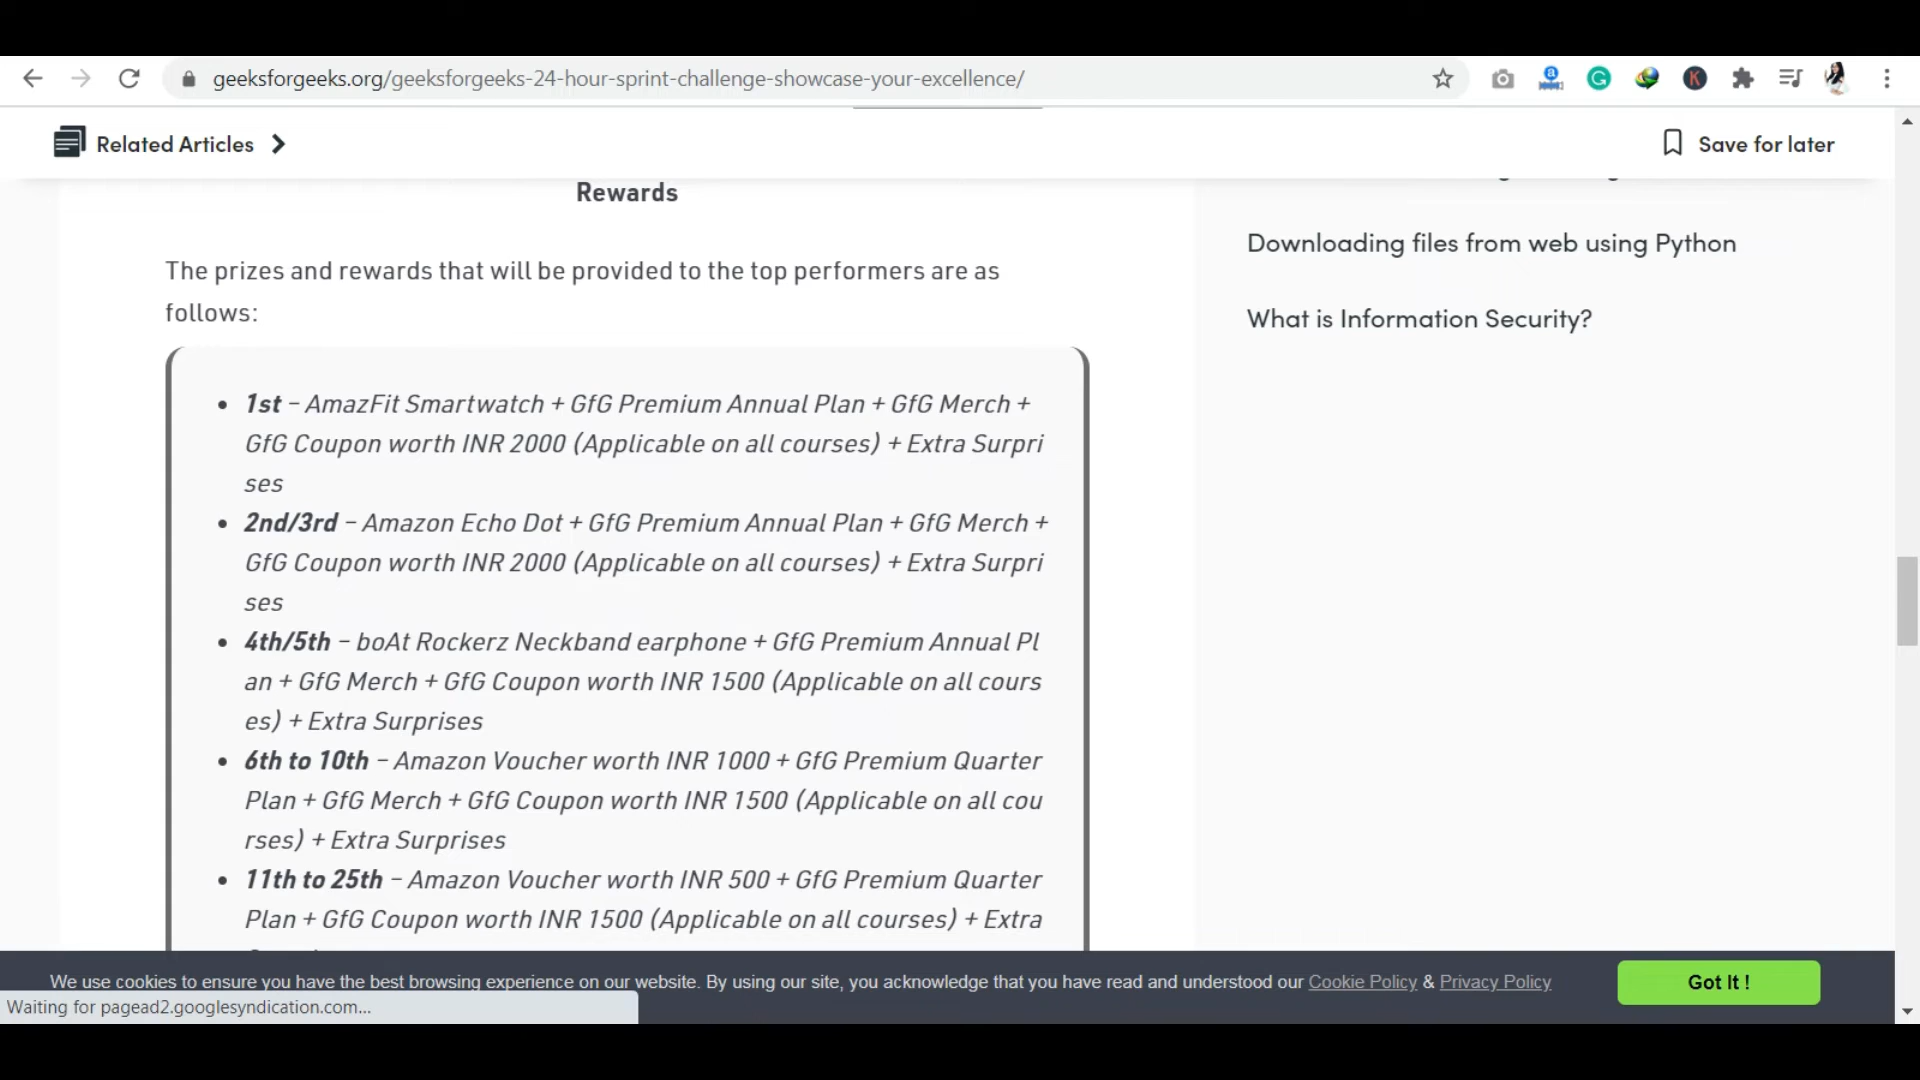 geeksforgeeks.org/geeksforgeeks-24-hour-sprint-challenge-showcase-your-excellence/
Related Articles
Save for later
Rewards
The prizes and rewards that will be provided to the top performers are as
follows:
• 1st – AmazFit Smartwatch + GfG Premium Annual Plan + GfG Merch +
GfG Coupon worth INR 2000 (Applicable on all courses) + Extra Surpri
ses
• 2nd/3rd – Amazon Echo Dot + GfG Premium Annual Plan + GfG Merch +
GfG Coupon worth INR 2000 (Applicable on all courses) + Extra Surpri
ses
• 4th/5th – boAt Rockerz Neckband earphone + GfG Premium Annual Pl
an + GfG Merch + GfG Coupon worth INR 1500 (Applicable on all cours
es) + Extra Surprises
• 6th to 10th – Amazon Voucher worth INR 1000 + GfG Premium Quarter
Plan + GfG Merch + GfG Coupon worth INR 1500 (Applicable on all cou
rses) + Extra Surprises
• 11th to 25th – Amazon Voucher worth INR 500 + GfG Premium Quarter
Plan + GfG Coupon worth INR 1500 (Applicable on all courses) + Extra
Downloading files from web using Python
What is Information Security?
We use cookies to ensure you have the best browsing experience on our website. By using our site, you acknowledge that you have read and understood our Cookie Policy & Privacy Policy
Got It !
Waiting for pagead2.googlesyndication.com...